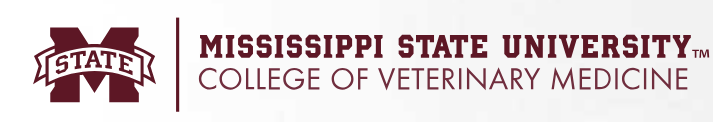 M
STATE
MISSISSIPPI STATE UNIVERSITY™
COLLEGE OF VETERINARY MEDICINE